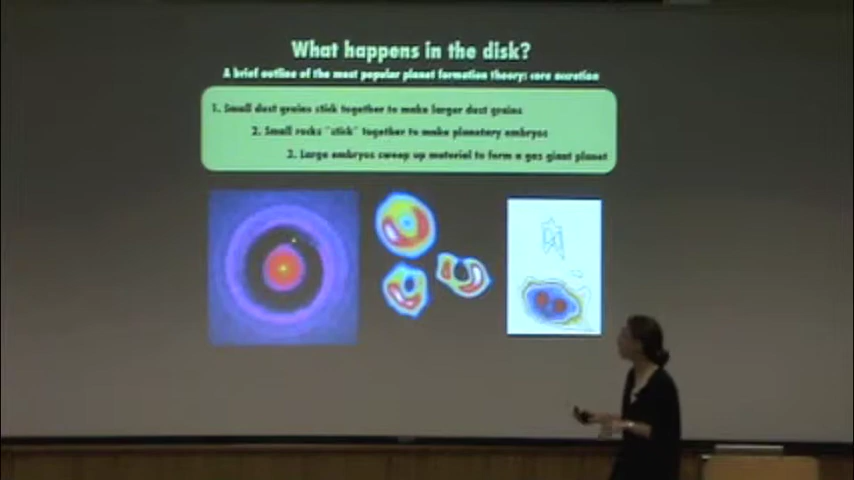 What happens in the disk?
A brief outline of the most popular planet formation theory: core accretion
1. Small dust grains stick together to make larger dust grains
2. Small rocks "stick" together to make planetary embryos
3. Large embryos sweep up material to form a gas giant planet